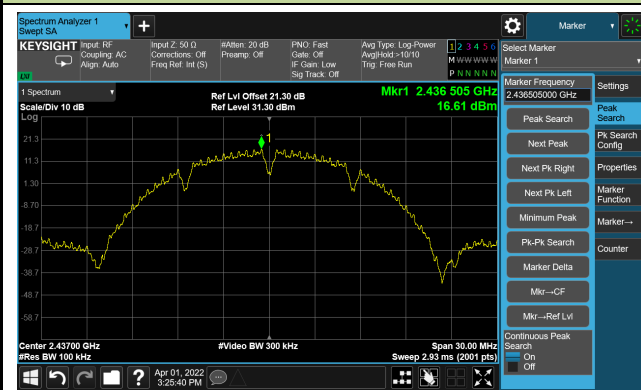 Spectrum Analyzer 1
Swept SA
Marker
KEYSIGHT
Input: RF
Coupling: AC
Align: Auto
Input Z: 50 Ω
Corrections: Off
Freq Ref: Int (S)
#Atten: 20 dB
Preamp: Off
PNO: Fast
Gate: Off
IF Gain: Low
Sig Track: Off
Avg Type: Log-Power
Avg|Hold:>10/10
Trig: Free Run
1 2 3 4 5 6
M W W W W W
P N N N N N
LXI
Select Marker
Marker 1
1 Spectrum
Scale/Div 10 dB
Log
Ref Lvl Offset 21.30 dB
Ref Level 31.30 dBm
Mkr1 2.436 505 GHz
16.61 dBm
1
21.3
11.3
1.30
-8.70
-18.7
-28.7
-38.7
-48.7
-58.7
Center 2.43700 GHz
#Res BW 100 kHz
#Video BW 300 kHz
Span 30.00 MHz
Sweep 2.93 ms (2001 pts)
Marker Frequency
2.436505000 GHz
Peak Search
Next Peak
Next Pk Right
Next Pk Left
Minimum Peak
Pk-Pk Search
Marker Delta
Mkr→CF
Mkr→Ref Lvl
Continuous Peak
Search
On
Off
Settings
Peak
Search
Pk Search
Config
Properties
Marker
Function
Marker→
Counter
?
Apr 01, 2022
3:25:40 PM